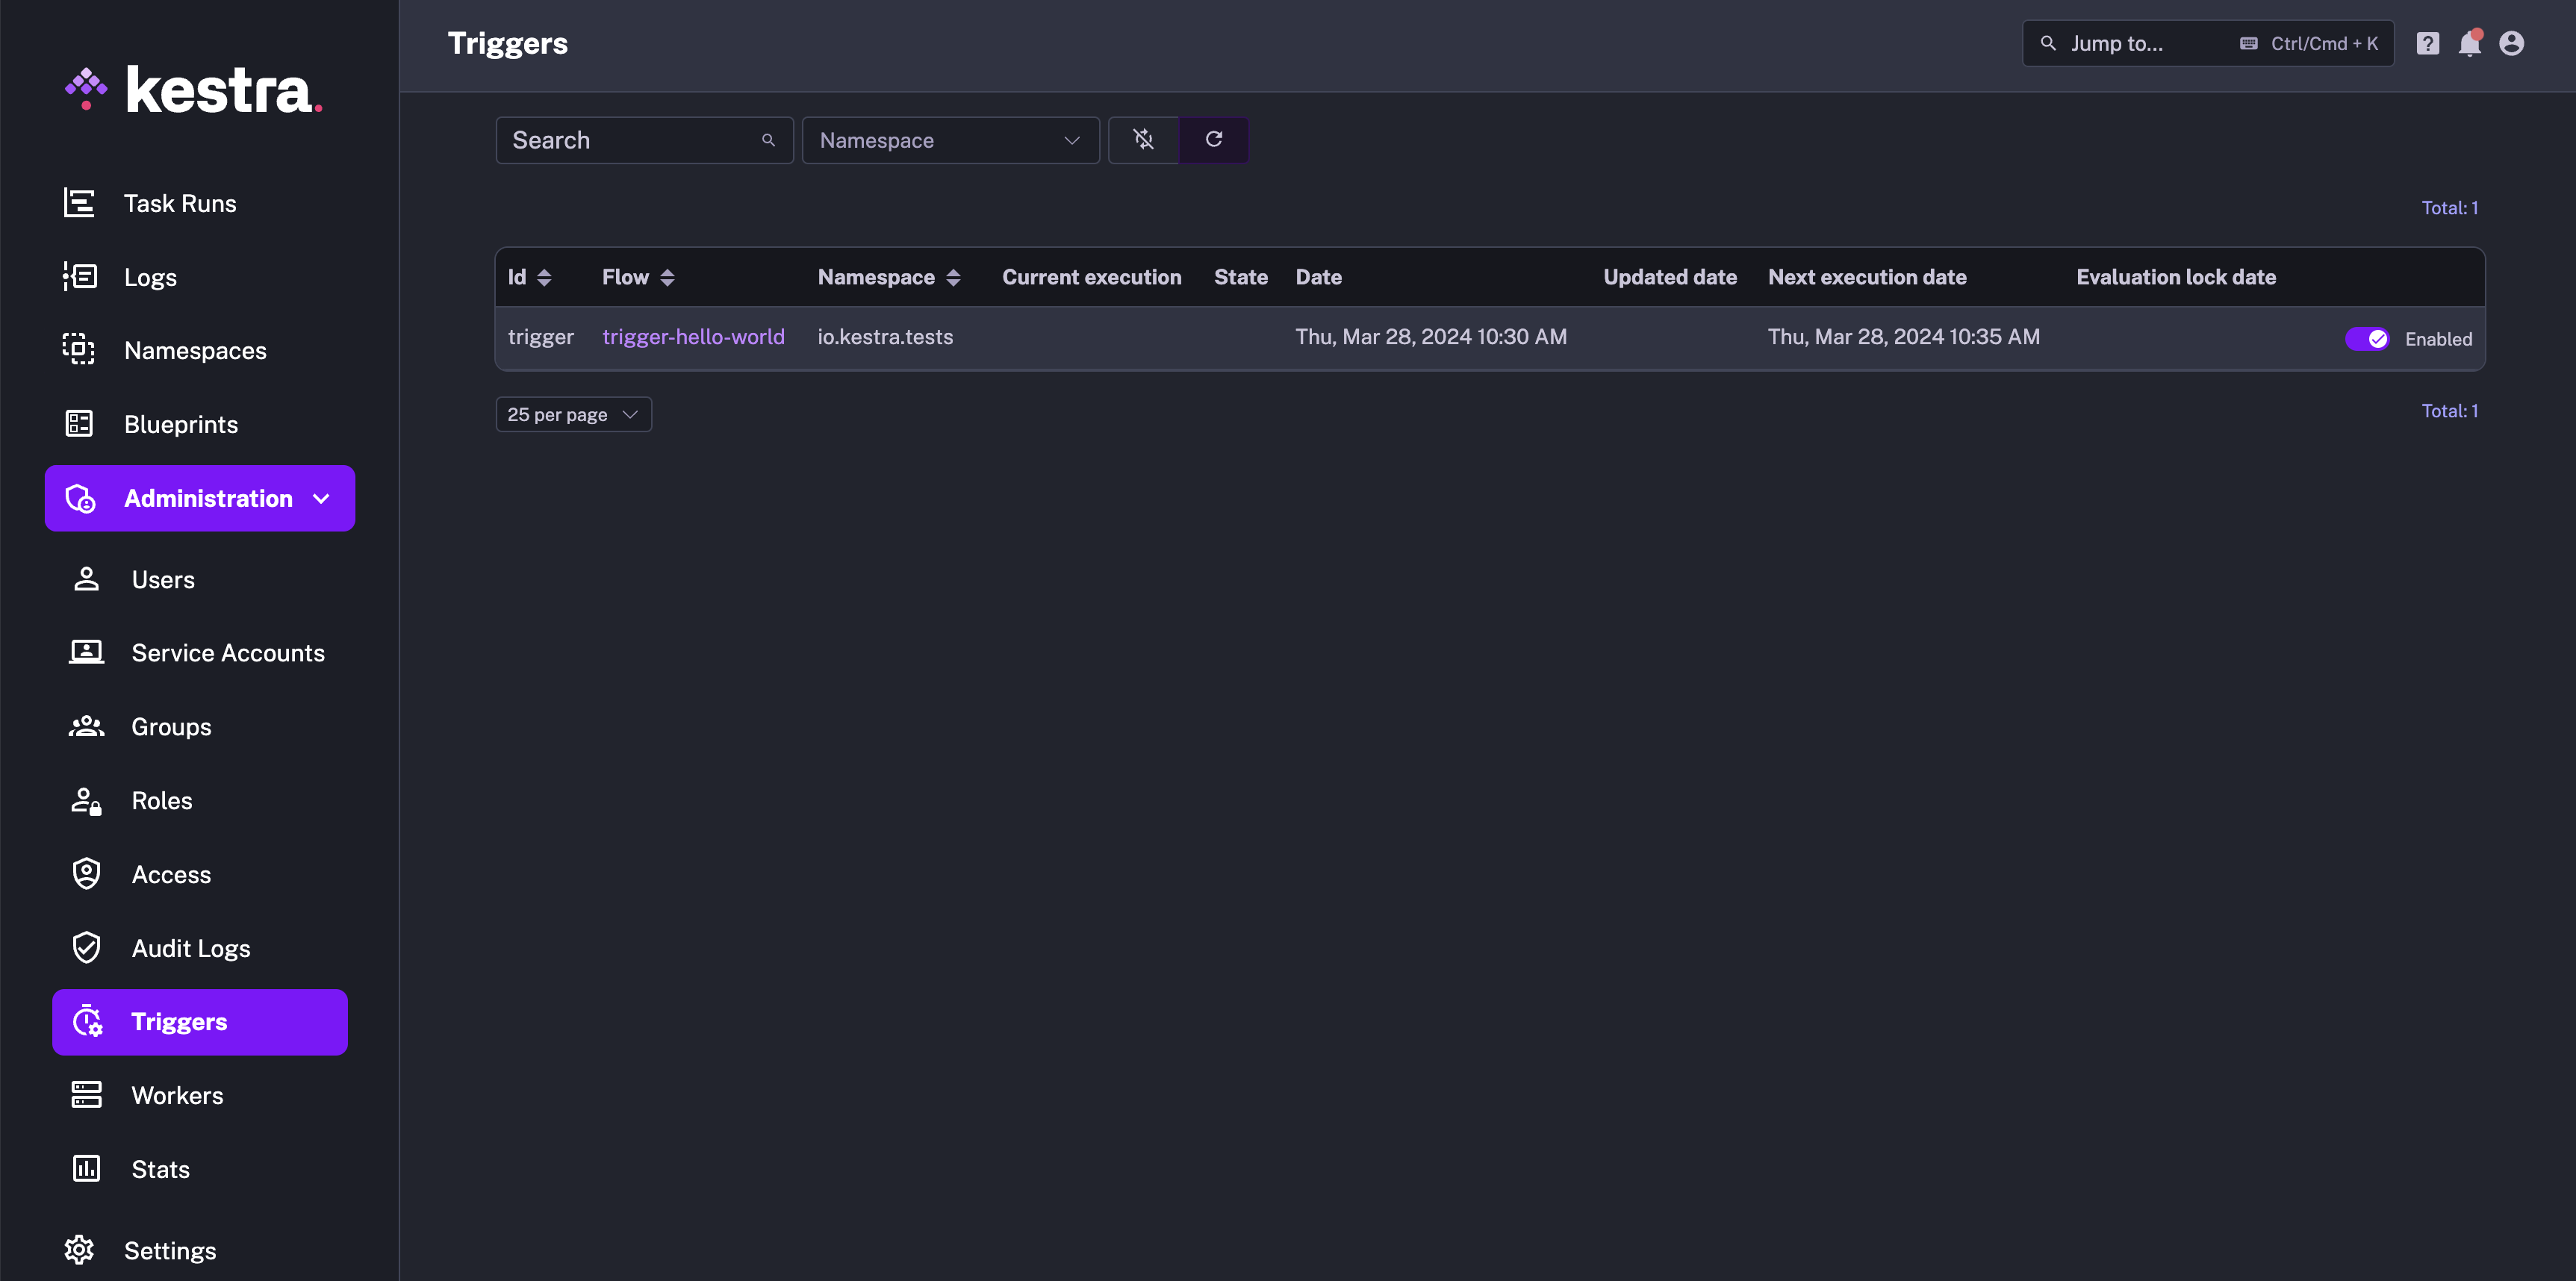 kestra.
Task Runs
Logs
Namespaces
Blueprints
Administration
Users
Service Accounts
Groups
Roles
Access
Audit Logs
Triggers
Workers
Stats
Settings
Triggers
Jump to...
Ctrl/Cmd + K
Search
Namespace
Total: 1
Id Flow Namespace Current execution State Date Updated date Next execution date Evaluation lock date
trigger trigger-hello-world io.kestra.tests Thu, Mar 28, 2024 10:30 AM Thu, Mar 28, 2024 10:35 AM Enabled
25 per page
Total: 1